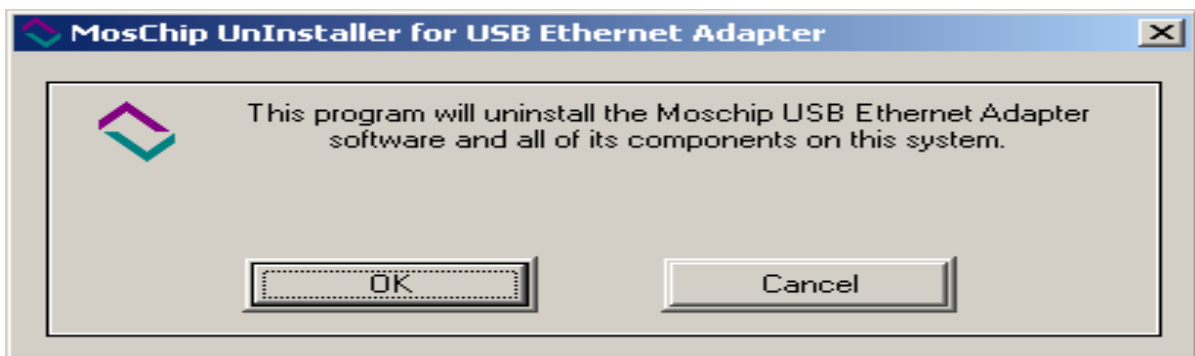 MosChip UnInstaller for USB Ethernet Adapter
This program will uninstall the Moschip USB Ethernet Adapter
software and all of its components on this system.
OK
Cancel